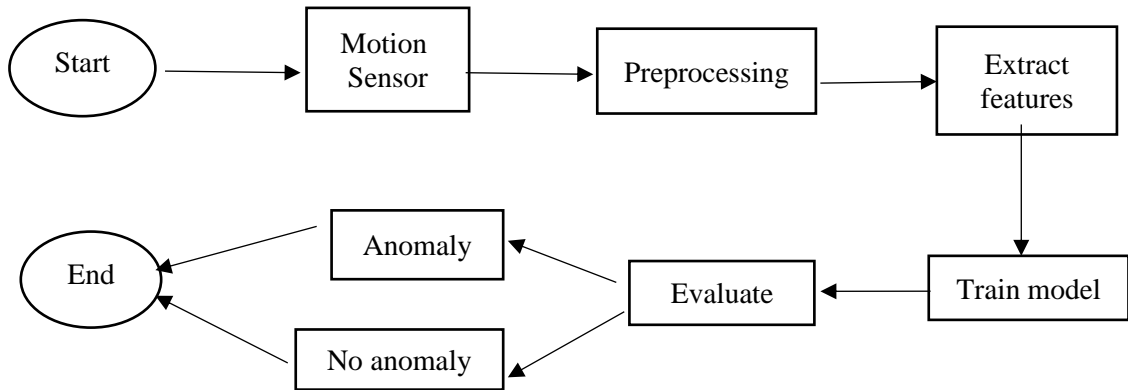 Start
Motion
Sensor
Preprocessing
Extract
features
Train model
Evaluate
Anomaly
No anomaly
End